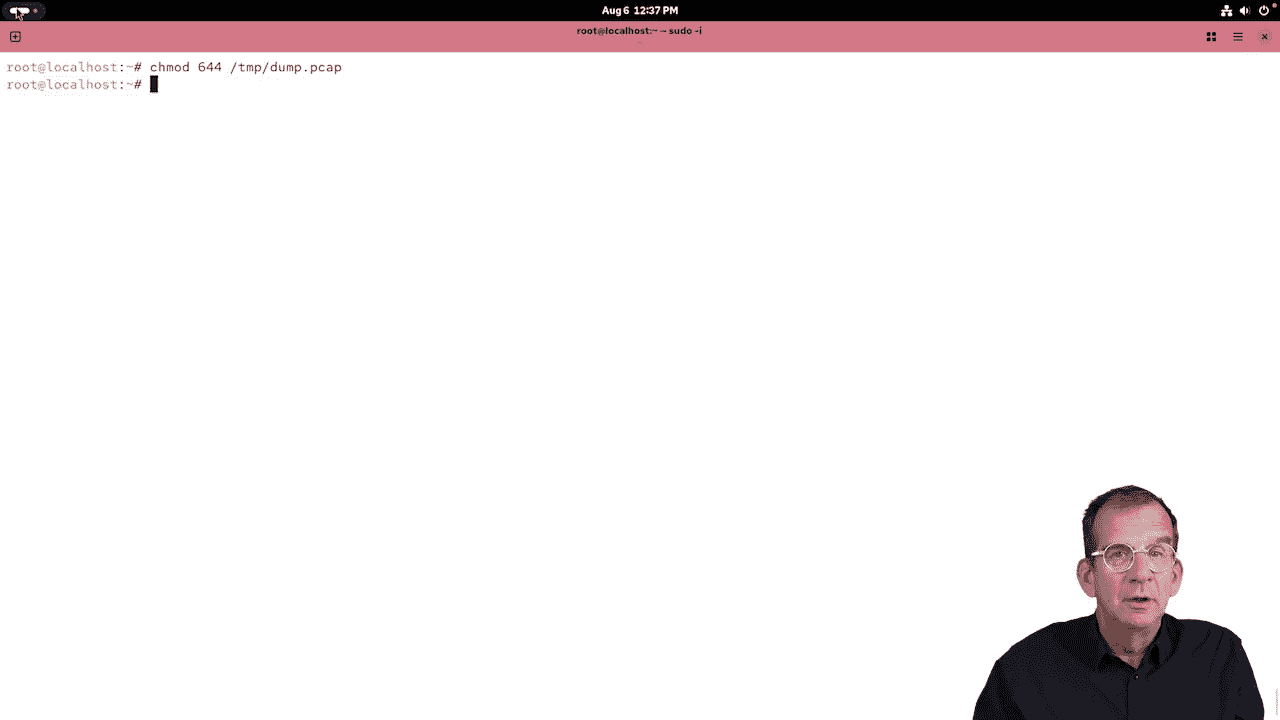 Aug 6 12:37 PM
root@localhost:~ — sudo -i
root@localhost:~# chmod 644 /tmp/dump.pcap
root@localhost:~#